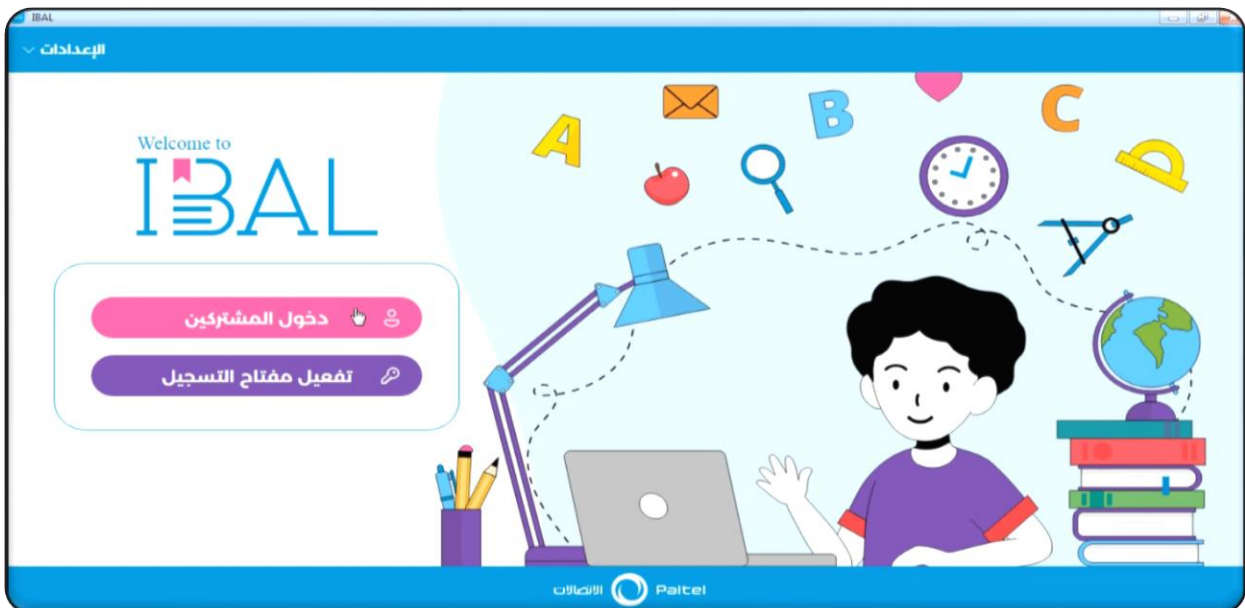 IBAL
الإعدادات
A
B
C
Welcome to
IBAL
دخول المشتركين
تفعيل مفتاح التسجيل
الاتصالات Paltel